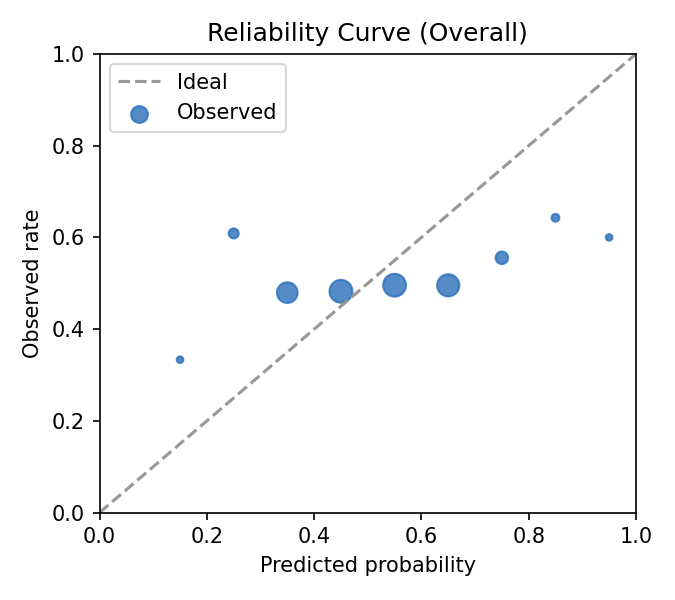 Reliability Curve (Overall)
Ideal
Observed
1.0
0.8
0.6
0.4
0.2
0.0
Observed rate
0.0 0.2 0.4 0.6 0.8 1.0
Predicted probability